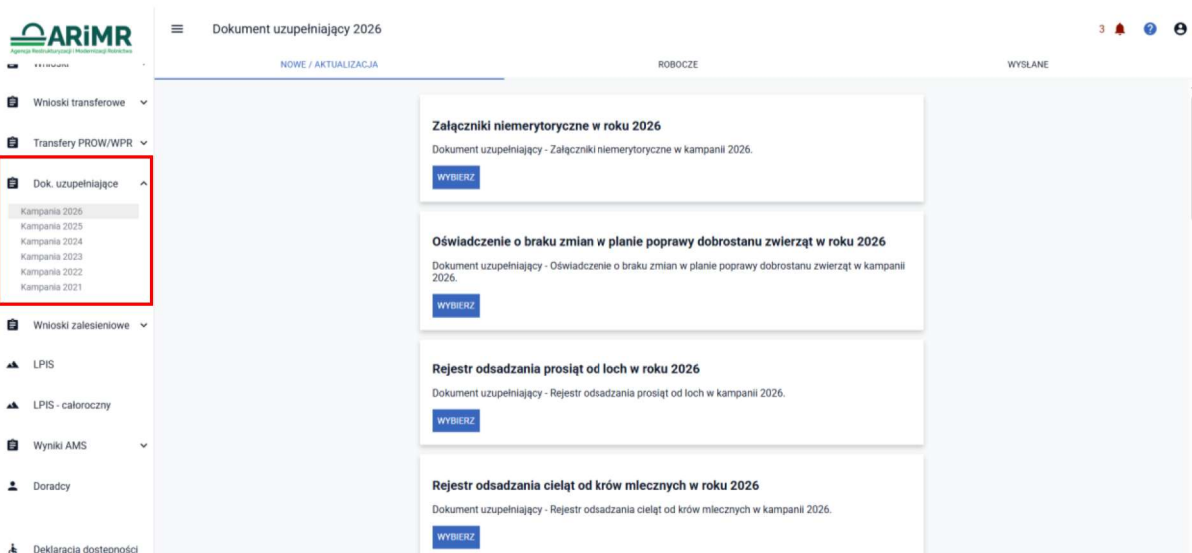 ARiMR
Agencja Restrukturyzacji i Modernizacji Rolnictwa
Dokument uzupełniający 2026
3
NOWE / AKTUALIZACJA
ROBOCZE
WYSŁANE
Wnioski transferowe
Transfery PROW/WPR
Dok. uzupełniające
Kampania 2026
Kampania 2025
Kampania 2024
Kampania 2023
Kampania 2022
Kampania 2021
Wnioski zalesieniowe
LPIS
LPIS - całoroczny
Wyniki AMS
Doradcy
Deklaracja dostępności
Załączniki niemerytoryczne w roku 2026
Dokument uzupełniający - Załączniki niemerytoryczne w kampanii 2026.
WYBIERZ
Oświadczenie o braku zmian w planie poprawy dobrostanu zwierząt w roku 2026
Dokument uzupełniający - Oświadczenie o braku zmian w planie poprawy dobrostanu zwierząt w kampanii
2026.
WYBIERZ
Rejestr odsadzania prosiąt od loch w roku 2026
Dokument uzupełniający - Rejestr odsadzania prosiąt od loch w kampanii 2026.
WYBIERZ
Rejestr odsadzania cieląt od krów mlecznych w roku 2026
Dokument uzupełniający - Rejestr odsadzania cieląt od krów mlecznych w kampanii 2026.
WYBIERZ